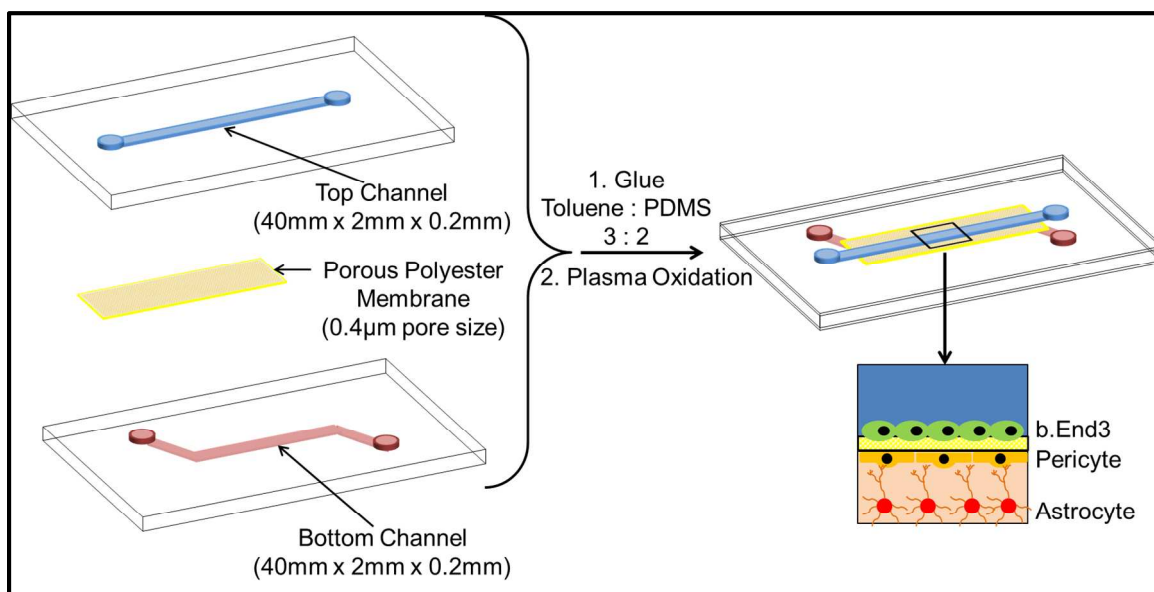 Top Channel
(40mm x 2mm x 0.2mm)
Porous Polyester
Membrane
(0.4μm pore size)
Bottom Channel
(40mm x 2mm x 0.2mm)
1. Glue
Toluene : PDMS
3 : 2
2. Plasma Oxidation
b.End3
Pericyte
Astrocyte